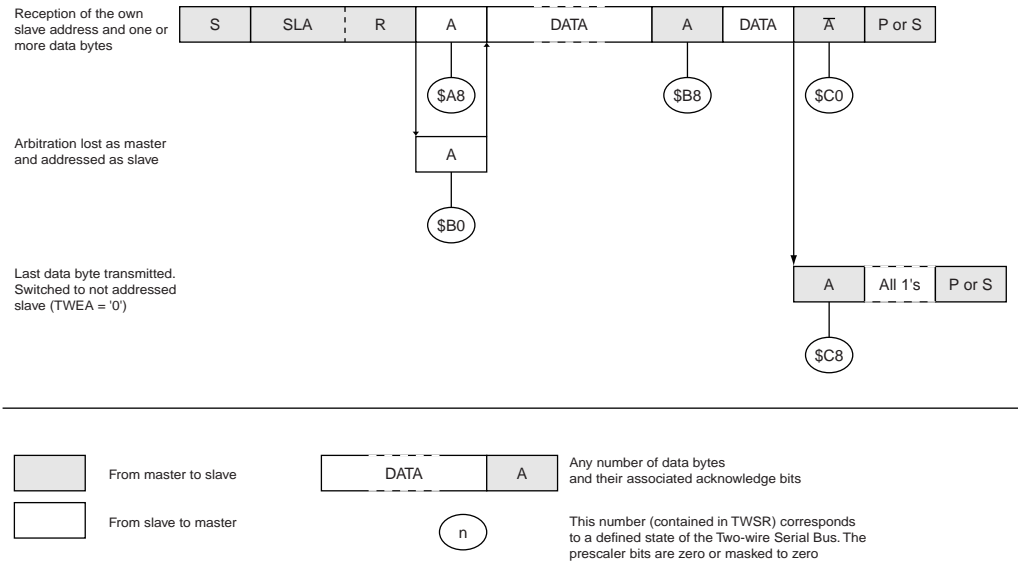 Reception of the own
slave address and one or
more data bytes
S SLA R A DATA A DATA A̅ P or S
$A8 $B8 $C0
Arbitration lost as master
and addressed as slave
A
$B0
Last data byte transmitted.
Switched to not addressed
slave (TWEA = '0')
A All 1's P or S
$C8
From master to slave
DATA A
Any number of data bytes
and their associated acknowledge bits
From slave to master
n
This number (contained in TWSR) corresponds
to a defined state of the Two-wire Serial Bus. The
prescaler bits are zero or masked to zero